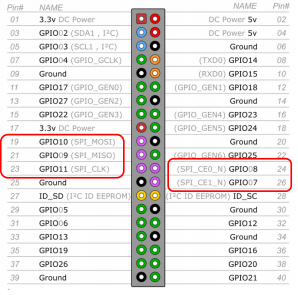 Pin# NAME NAME Pin#
01 3.3v DC Power DC Power 5v 02
03 GPIO02 (SDA1 , I²C) DC Power 5v 04
05 GPIO03 (SCL1 , I²C) Ground 06
07 GPIO04 (GPIO_GCLK) (TXD0) GPIO14 08
09 Ground (RXD0) GPIO15 10
11 GPIO17 (GPIO_GEN0) (GPIO_GEN1) GPIO18 12
13 GPIO27 (GPIO_GEN2) Ground 14
15 GPIO22 (GPIO_GEN3) (GPIO_GEN4) GPIO23 16
17 3.3v DC Power (GPIO_GEN5) GPIO24 18
19 GPIO10 (SPI_MOSI) Ground 20
21 GPIO09 (SPI_MISO) (GPIO_GEN6) GPIO25 22
23 GPIO11 (SPI_CLK) (SPI_CE0_N) GPIO08 24
25 Ground (SPI_CE1_N) GPIO07 26
27 ID_SD (I²C ID EEPROM) (I²C ID EEPROM) ID_SC 28
29 GPIO05 Ground 30
31 GPIO06 GPIO12 32
33 GPIO13 Ground 34
35 GPIO19 GPIO16 36
37 GPIO26 GPIO20 38
39 Ground GPIO21 40